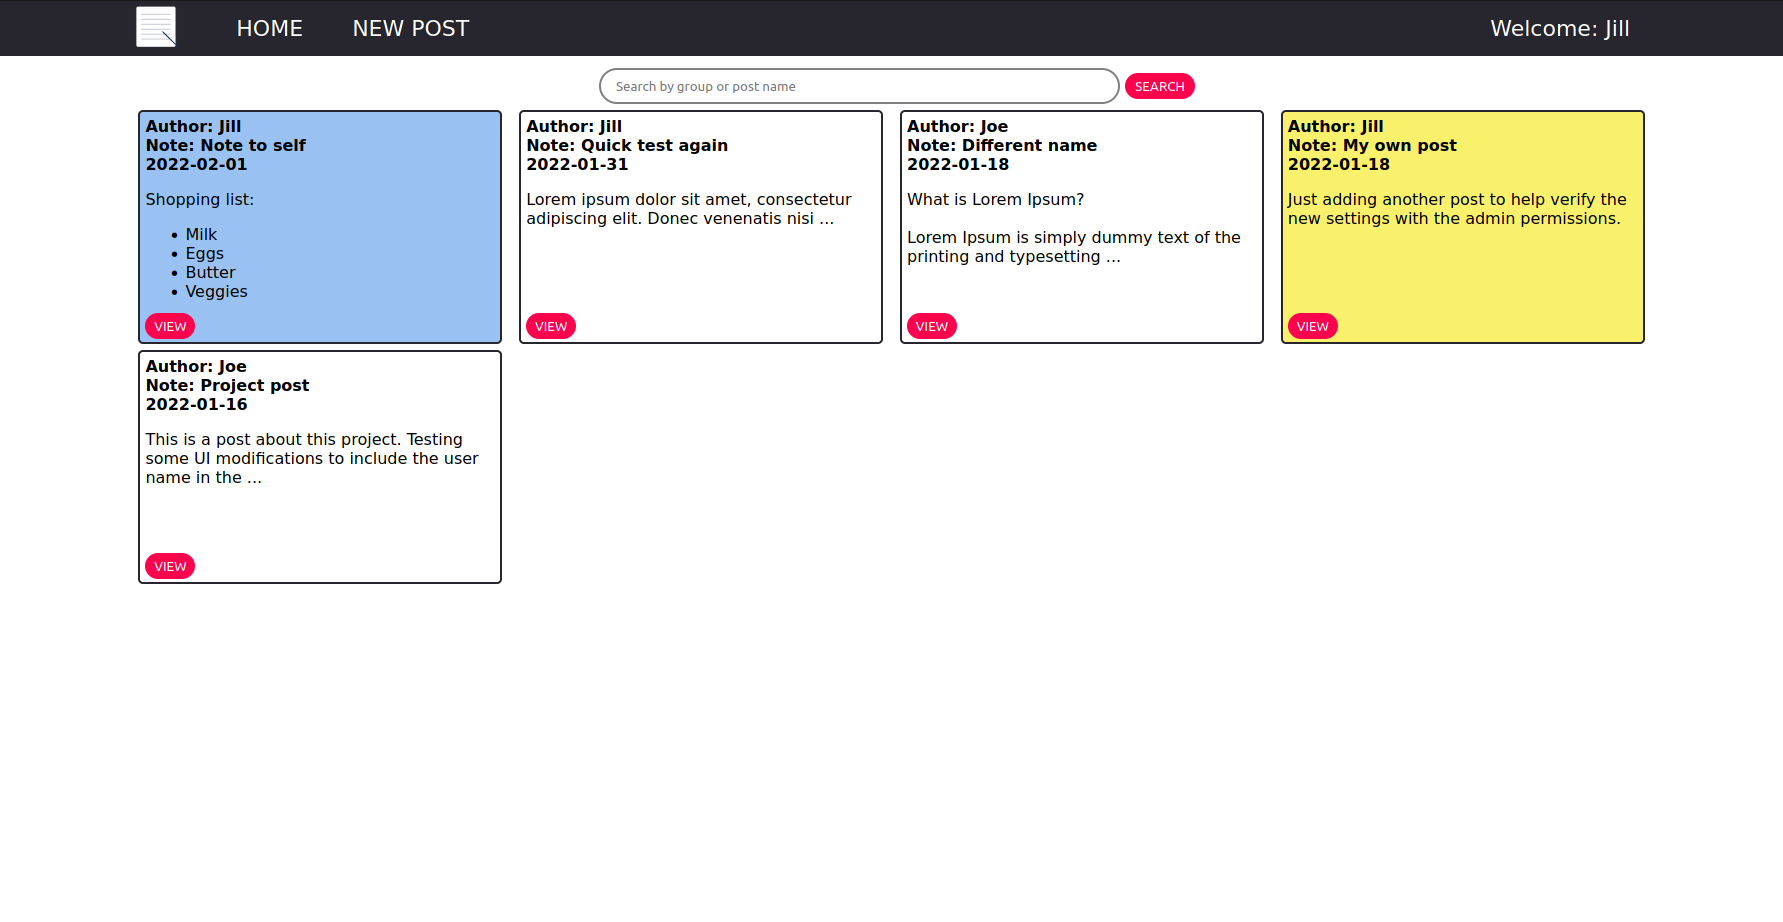 HOME
NEW POST
Welcome: Jill
Search by group or post name
SEARCH
Author: Jill
Note: Note to self
2022-02-01
Shopping list:
• Milk
• Eggs
• Butter
• Veggies
VIEW
Author: Jill
Note: Quick test again
2022-01-31
Lorem ipsum dolor sit amet, consectetur
adipiscing elit. Donec venenatis nisi ...
VIEW
Author: Joe
Note: Different name
2022-01-18
What is Lorem Ipsum?
Lorem Ipsum is simply dummy text of the
printing and typesetting ...
VIEW
Author: Jill
Note: My own post
2022-01-18
Just adding another post to help verify the
new settings with the admin permissions.
VIEW
Author: Joe
Note: Project post
2022-01-16
This is a post about this project. Testing
some UI modifications to include the user
name in the ...
VIEW